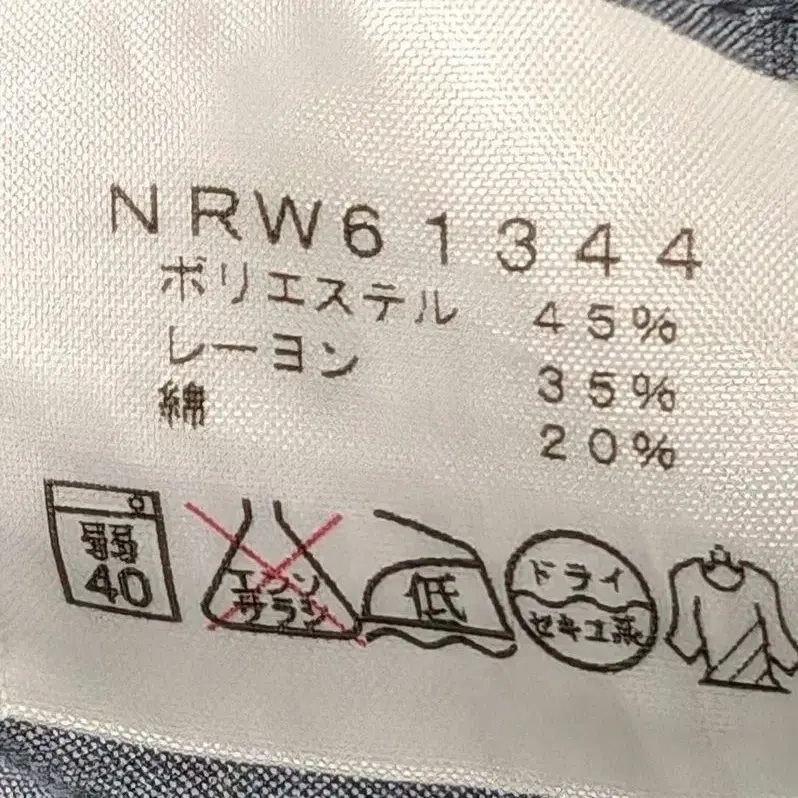 NRW61344
ポリエステル 45%
レーヨン 35%
綿 20%
弱
40
エンソ
サラシ
低
ドライ
セキユ系